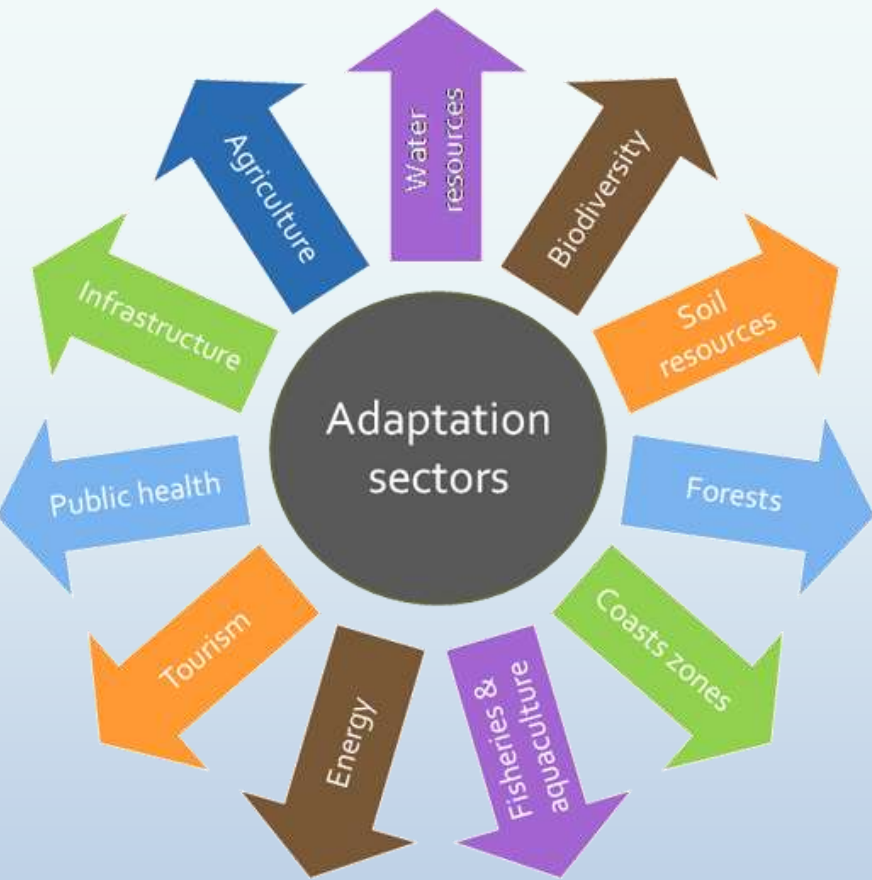 Adaptation
sectors
Water
resources
Biodiversity
Soil
resources
Forests
Coasts zones
Fisheries &
aquaculture
Energy
Tourism
Public health
Infrastructure
Agriculture